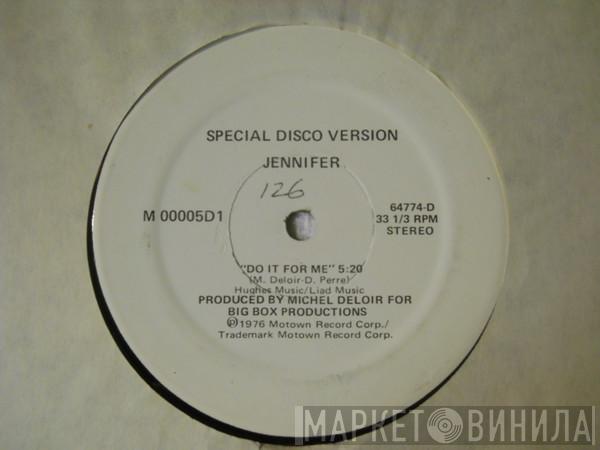 SPECIAL DISCO VERSION
JENNIFER
126
M 00005D1
64774-D
33 1/3 RPM
STEREO
"DO IT FOR ME" 5:20
(M. Deloir-D. Perre)
Hughes Music/Liad Music
PRODUCED BY MICHEL DELOIR FOR
BIG BOX PRODUCTIONS
℗1976 Motown Record Corp./
Trademark Motown Record Corp.
МАРКЕТ ВИНИЛА